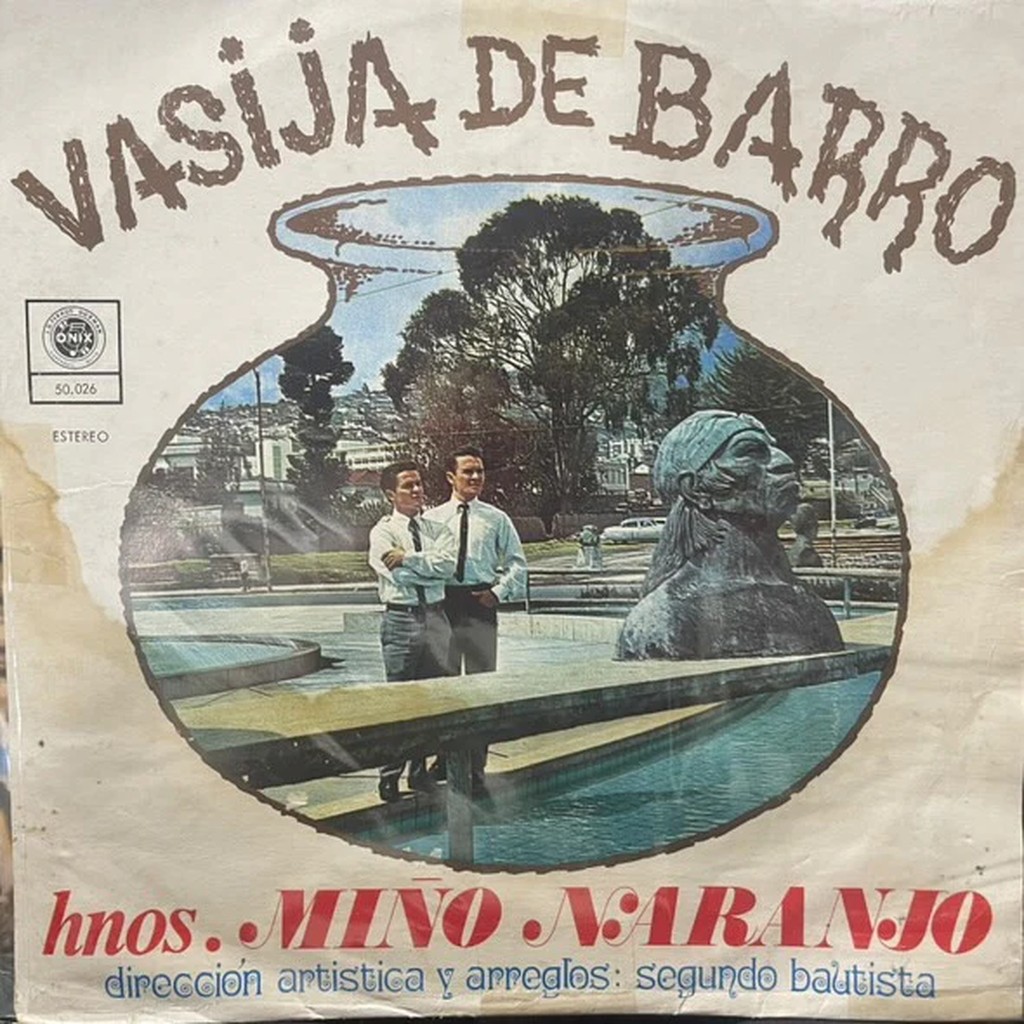 VASIJA DE BARRO
ONIX
50,026
ESTEREO
hnos. MIÑO NARANJO
dirección artistica y arreglos: segundo bautista